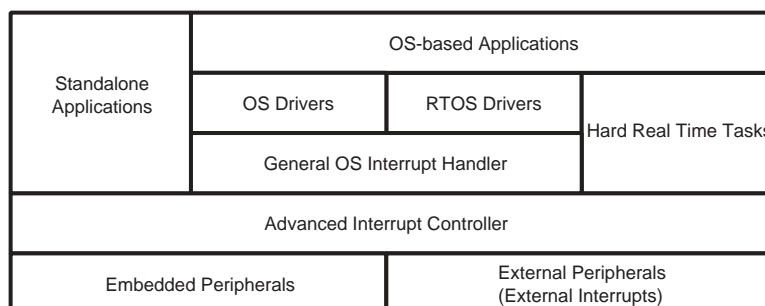 OS-based Applications
Standalone
Applications
OS Drivers
RTOS Drivers
Hard Real Time Tasks
General OS Interrupt Handler
Advanced Interrupt Controller
Embedded Peripherals
External Peripherals
(External Interrupts)